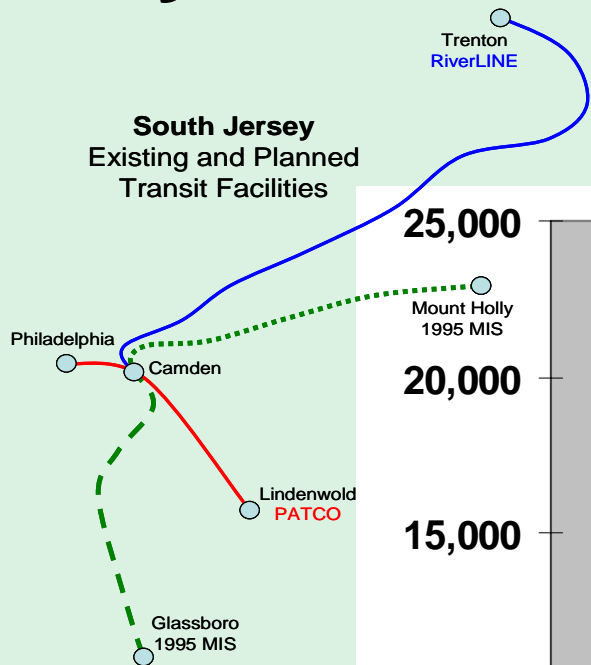 Trenton
RiverLINE
South Jersey
Existing and Planned
Transit Facilities
25,000
Mount Holly
1995 MIS
Philadelphia
Camden
20,000
Lindenwold
PATCO
15,000
Glassboro
1995 MIS